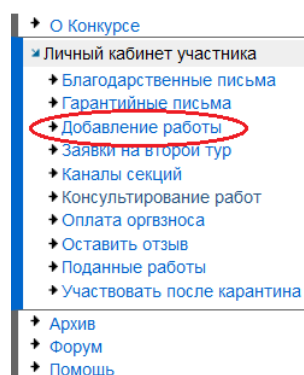 О Конкурсе
Личный кабинет участника
Благодарственные письма
Гарантийные письма
Добавление работы
Заявки на второй тур
Каналы секций
Консультирование работ
Оплата оргвзноса
Оставить отзыв
Поданные работы
Участвовать после карантина
Архив
Форум
Помощь